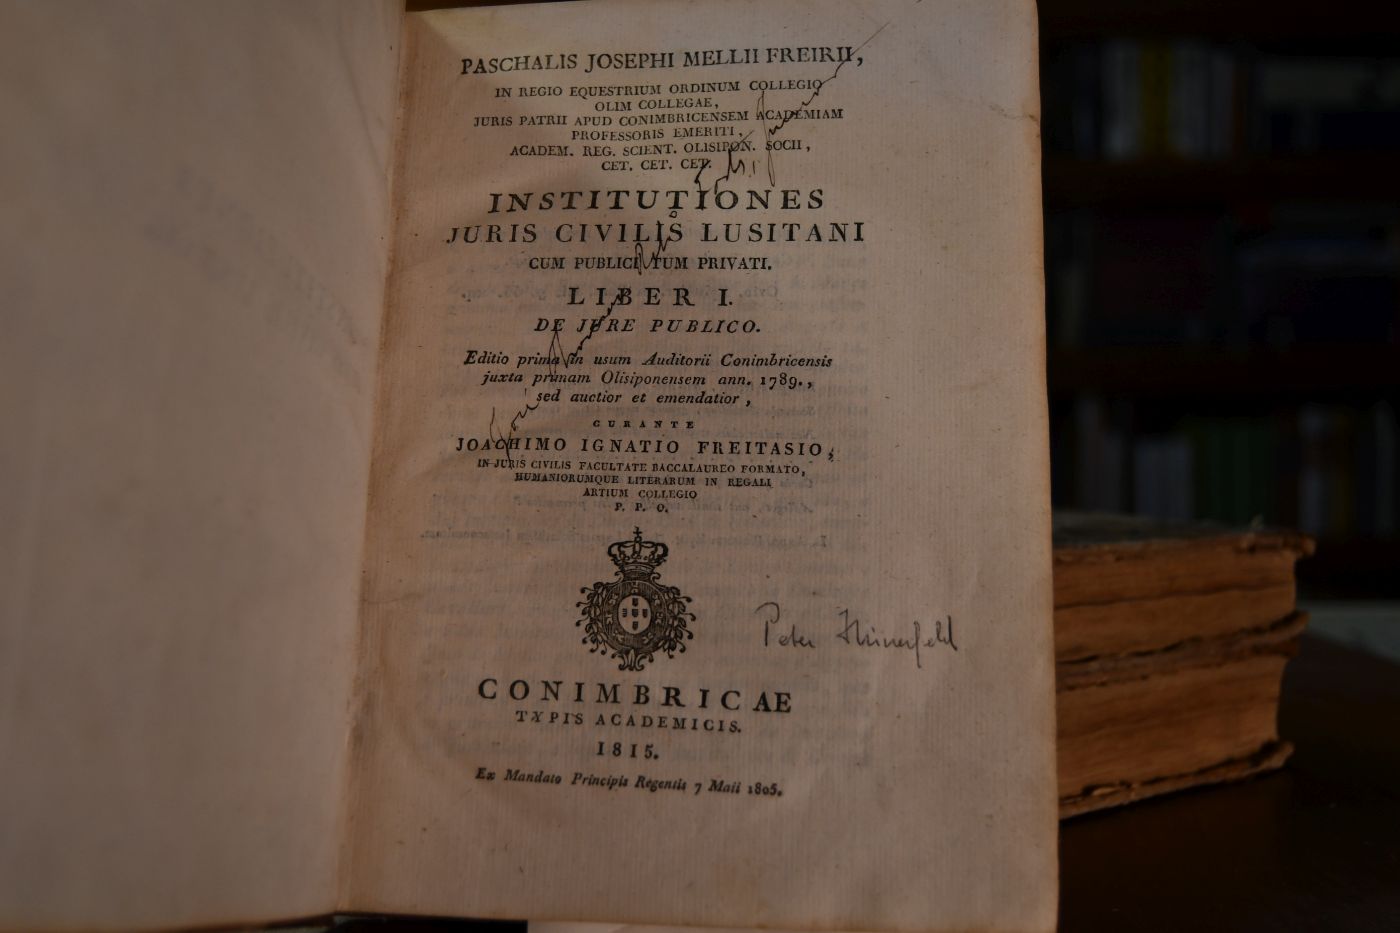 PASCHALIS JOSEPHI MELLII FREIRII,
IN REGIO EQUESTRIUM ORDINUM COLLEGIO
OLIM COLLEGAE,
JURIS PATRII APUD CONIMBRICENSEM ACADEMIAM
PROFESSORIS EMERITI,
ACADEM. REG. SCIENT. OLISIPON. SOCII,
CET. CET. CET.
INSTITUTIONES
JURIS CIVILIS LUSITANI
CUM PUBLICI TUM PRIVATI.
LIBER I.
DE JURE PUBLICO.
Editio prima in usum Auditorii Conimbricensis
juxta primam Olisiponensem ann. 1789.,
sed auctior et emendatior,
CURANTE
JOACHIMO IGNATIO FREITASIO,
IN JURIS CIVILIS FACULTATE BACCALAUREO FORMATO,
HUMANIORUMQUE LITERARUM IN REGALI
ARTIUM COLLEGIO
P. P. O.
Peter
CONIMBRICAE
TYPIS ACADEMICIS.
1815.
Ex Mandato Principis Regentis 7 Maii 1805.